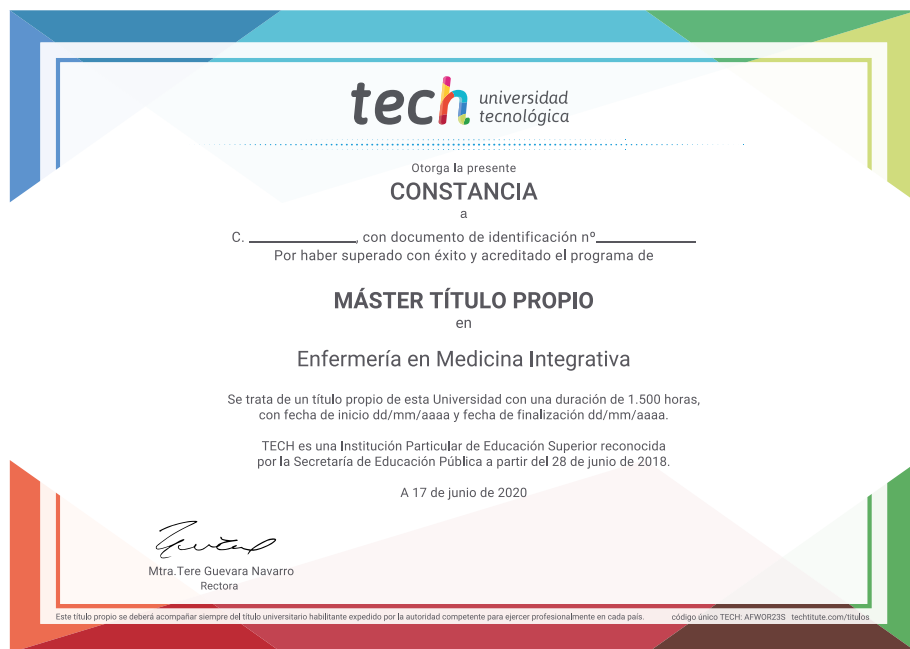 tech universidad
tecnológica
Otorga la presente
CONSTANCIA
a
C. ____________, con documento de identificación nº____________
Por haber superado con éxito y acreditado el programa de
MÁSTER TÍTULO PROPIO
en
Enfermería en Medicina Integrativa
Se trata de un título propio de esta Universidad con una duración de 1.500 horas,
con fecha de inicio dd/mm/aaaa y fecha de finalización dd/mm/aaaa.
TECH es una Institución Particular de Educación Superior reconocida
por la Secretaría de Educación Pública a partir del 28 de junio de 2018.
A 17 de junio de 2020
Mtra.Tere Guevara Navarro
Rectora
Este título propio se deberá acompañar siempre del título universitario habilitante expedido por la autoridad competente para ejercer profesionalmente en cada país. código único TECH: AFWOR23S techtitute.com/titulos